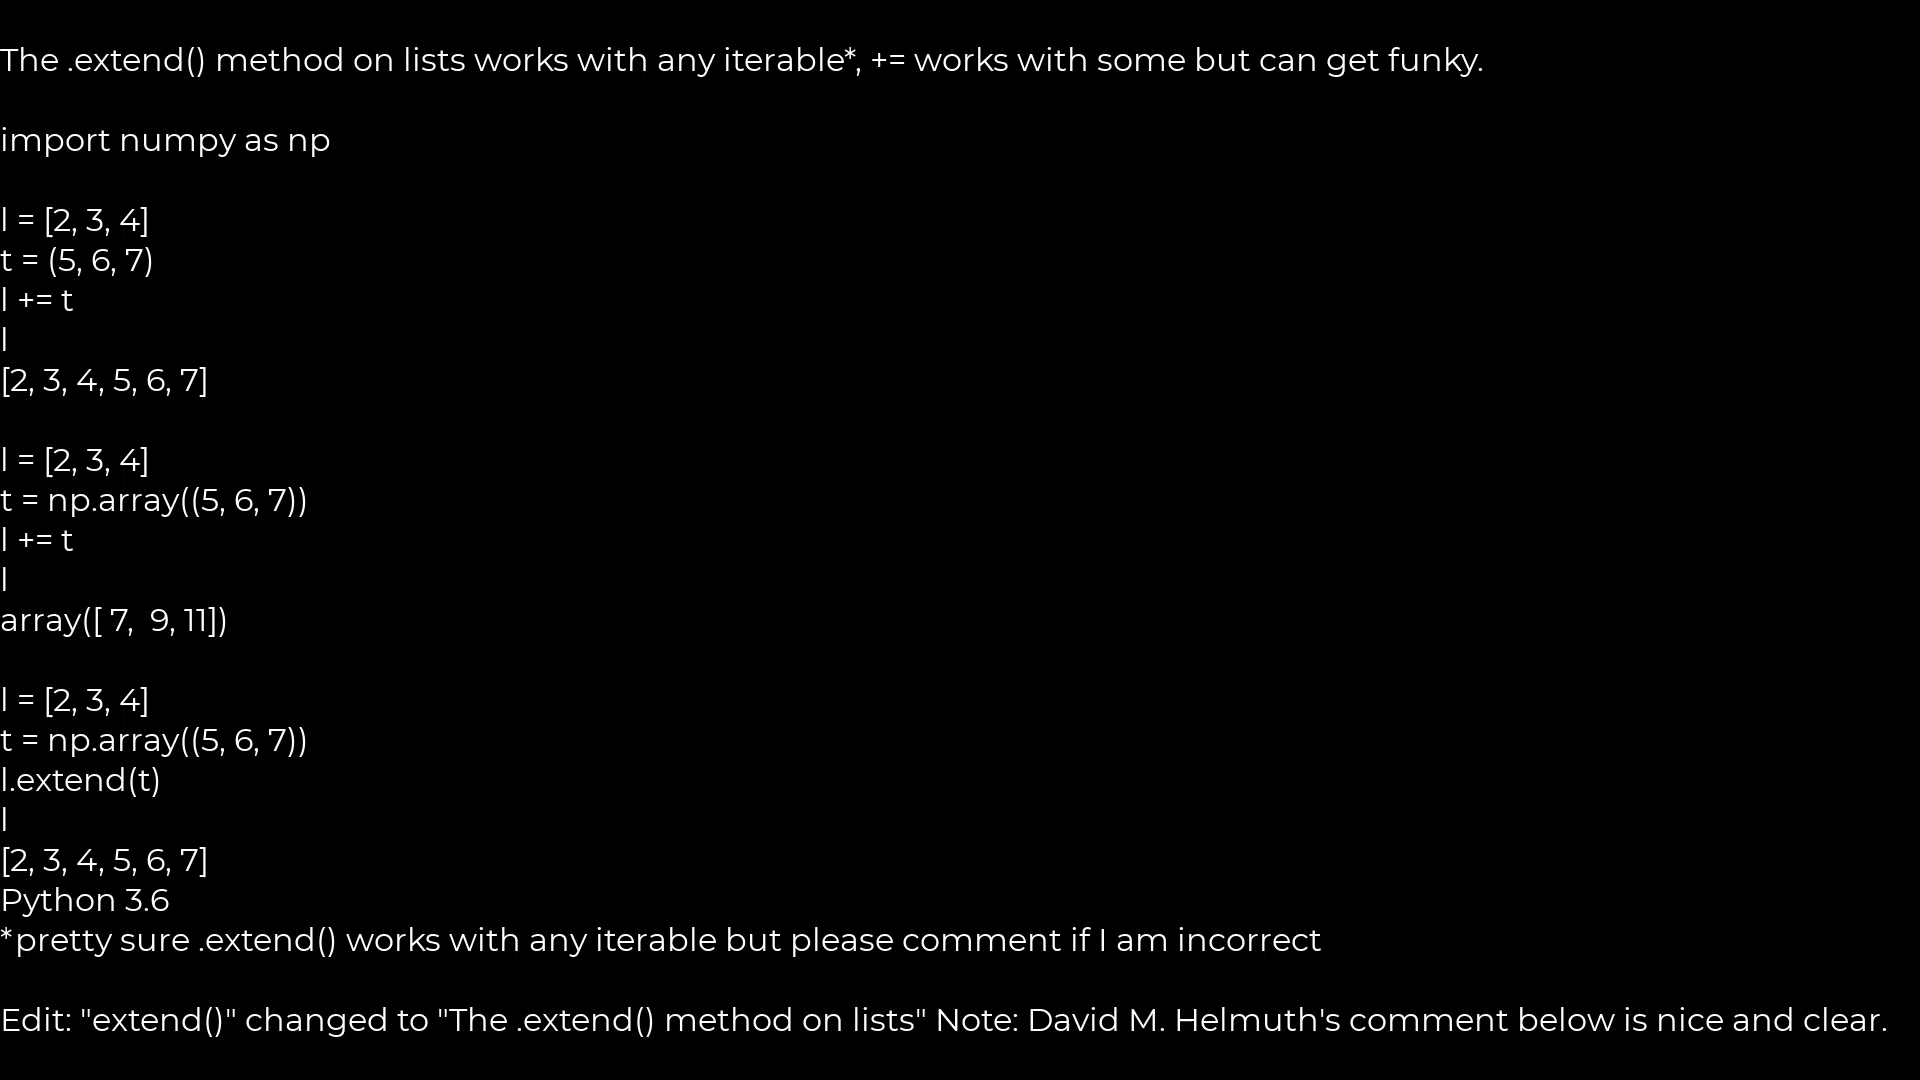 The .extend() method on lists works with any iterable*, += works with some but can get funky.
import numpy as np
l = [2, 3, 4]
t = (5, 6, 7)
l += t
l
[2, 3, 4, 5, 6, 7]
l = [2, 3, 4]
t = np.array((5, 6, 7))
l += t
l
array([ 7,  9, 11])
l = [2, 3, 4]
t = np.array((5, 6, 7))
l.extend(t)
l
[2, 3, 4, 5, 6, 7]
Python 3.6
*pretty sure .extend() works with any iterable but please comment if I am incorrect
Edit: "extend()" changed to "The .extend() method on lists" Note: David M. Helmuth's comment below is nice and clear.